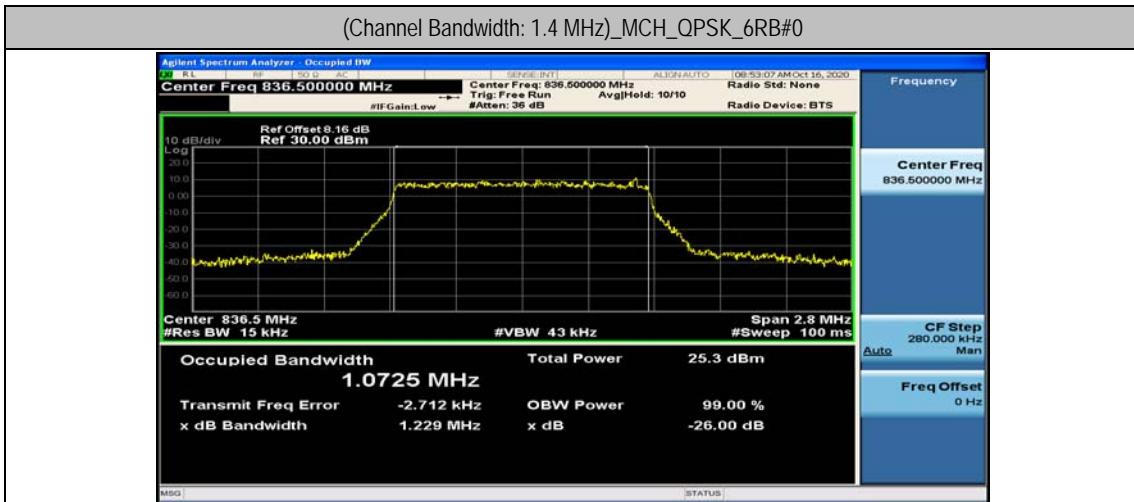 (Channel Bandwidth: 1.4 MHz)_MCH_QPSK_6RB#0
Agilent Spectrum Analyzer - Occupied BW
LXI RL RF 50 Ω AC SENSE:INT ALIGN AUTO 08:53:07 AM Oct 16, 2020
Center Freq 836.500000 MHz
Center Freq: 836.500000 MHz
Radio Std: None
Trig: Free Run
Avg|Hold: 10/10
#IFGain:Low
#Atten: 36 dB
Radio Device: BTS
Ref Offset 8.16 dB
10 dB/div Ref 30.00 dBm
Log
20.0
10.0
0.00
-10.0
-20.0
-30.0
-40.0
-50.0
-60.0
Center 836.5 MHz
Span 2.8 MHz
#Res BW 15 kHz
#VBW 43 kHz
#Sweep 100 ms
Occupied Bandwidth
Total Power 25.3 dBm
1.0725 MHz
Transmit Freq Error -2.712 kHz
OBW Power 99.00 %
x dB Bandwidth 1.229 MHz
x dB -26.00 dB
MSG
STATUS
Frequency
Center Freq
836.500000 MHz
CF Step
280.000 kHz
Auto Man
Freq Offset
0 Hz